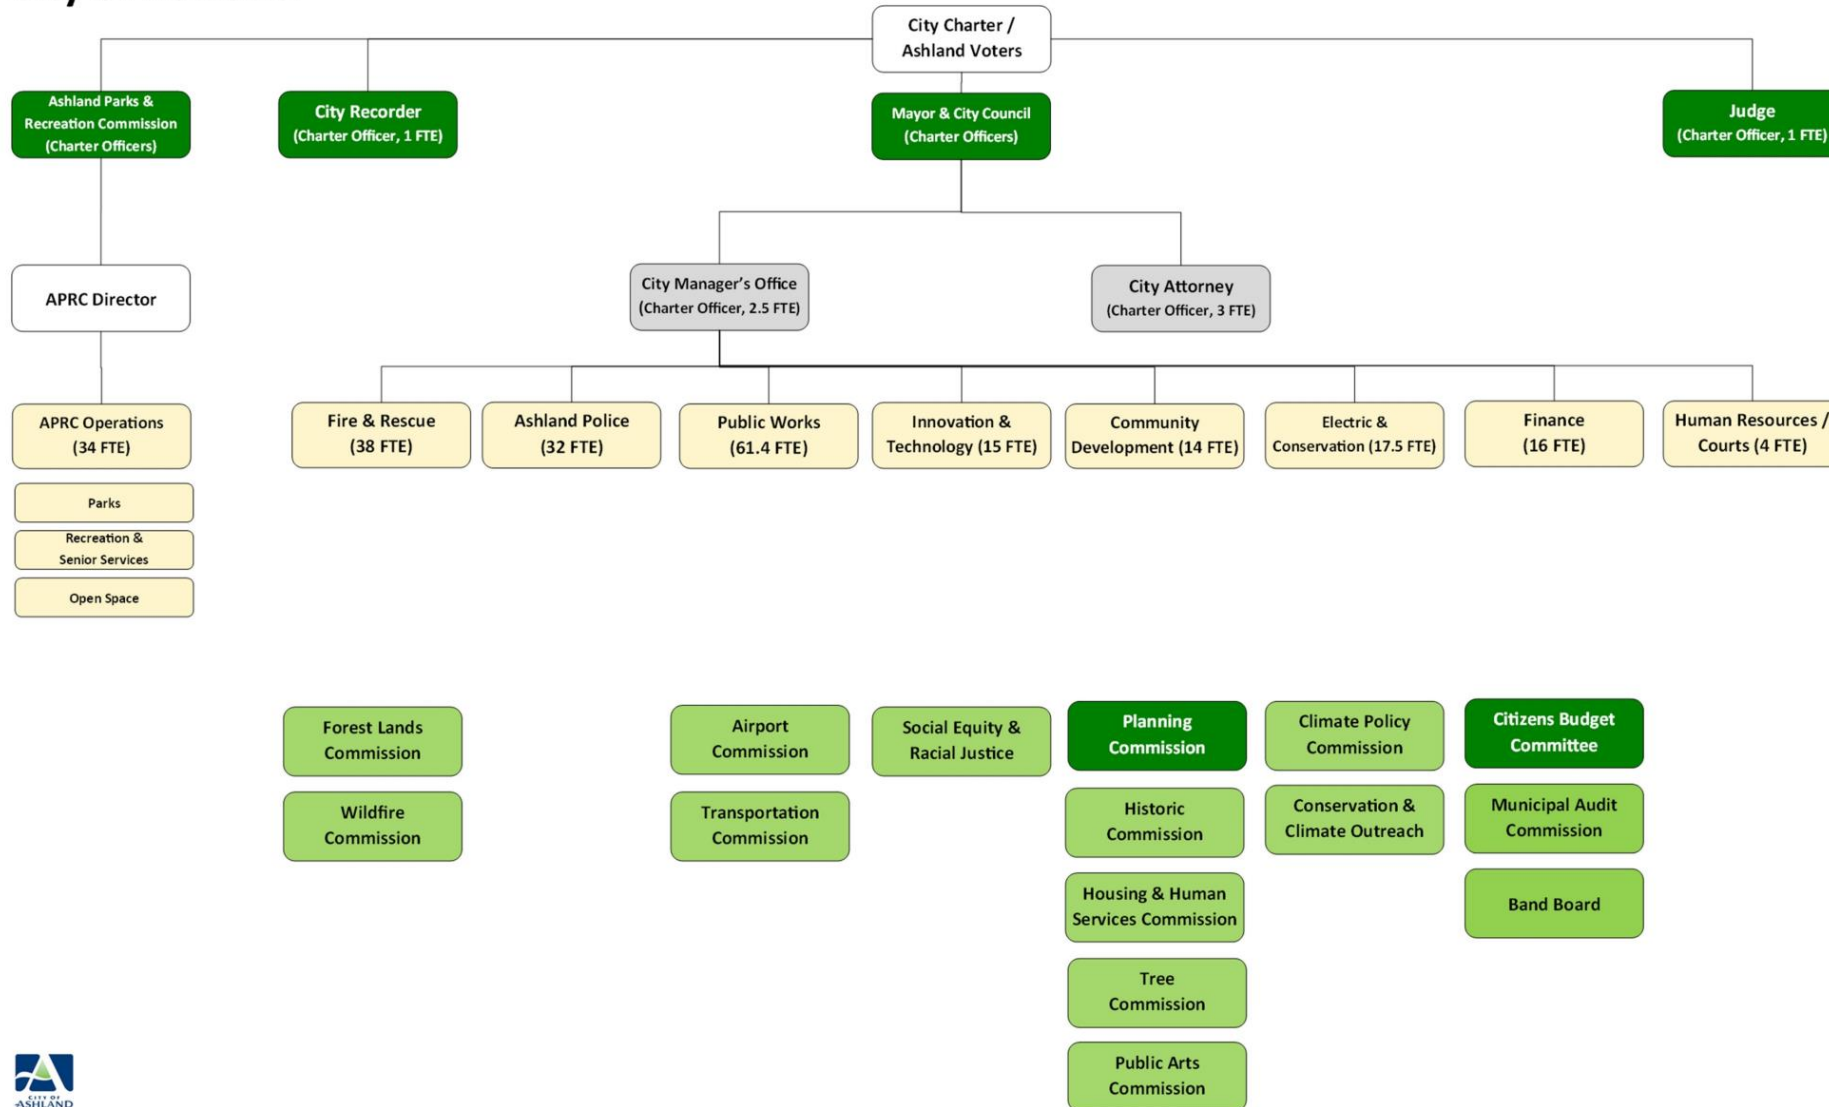 City Charter /
Ashland Voters
Ashland Parks &
Recreation Commission
(Charter Officers)
City Recorder
(Charter Officer, 1 FTE)
Mayor & City Council
(Charter Officers)
Judge
(Charter Officer, 1 FTE)
APRC Director
City Manager’s Office
(Charter Officer, 2.5 FTE)
City Attorney
(Charter Officer, 3 FTE)
APRC Operations
(34 FTE)
Fire & Rescue
(38 FTE)
Ashland Police
(32 FTE)
Public Works
(61.4 FTE)
Innovation &
Technology (15 FTE)
Community
Development (14 FTE)
Electric &
Conservation (17.5 FTE)
Finance
(16 FTE)
Human Resources /
Courts (4 FTE)
Parks
Recreation &
Senior Services
Open Space
Forest Lands
Commission
Airport
Commission
Social Equity &
Racial Justice
Planning
Commission
Climate Policy
Commission
Citizens Budget
Committee
Wildfire
Commission
Transportation
Commission
Historic
Commission
Conservation &
Climate Outreach
Municipal Audit
Commission
Housing & Human
Services Commission
Band Board
Tree
Commission
Public Arts
Commission
CITY OF
ASHLAND